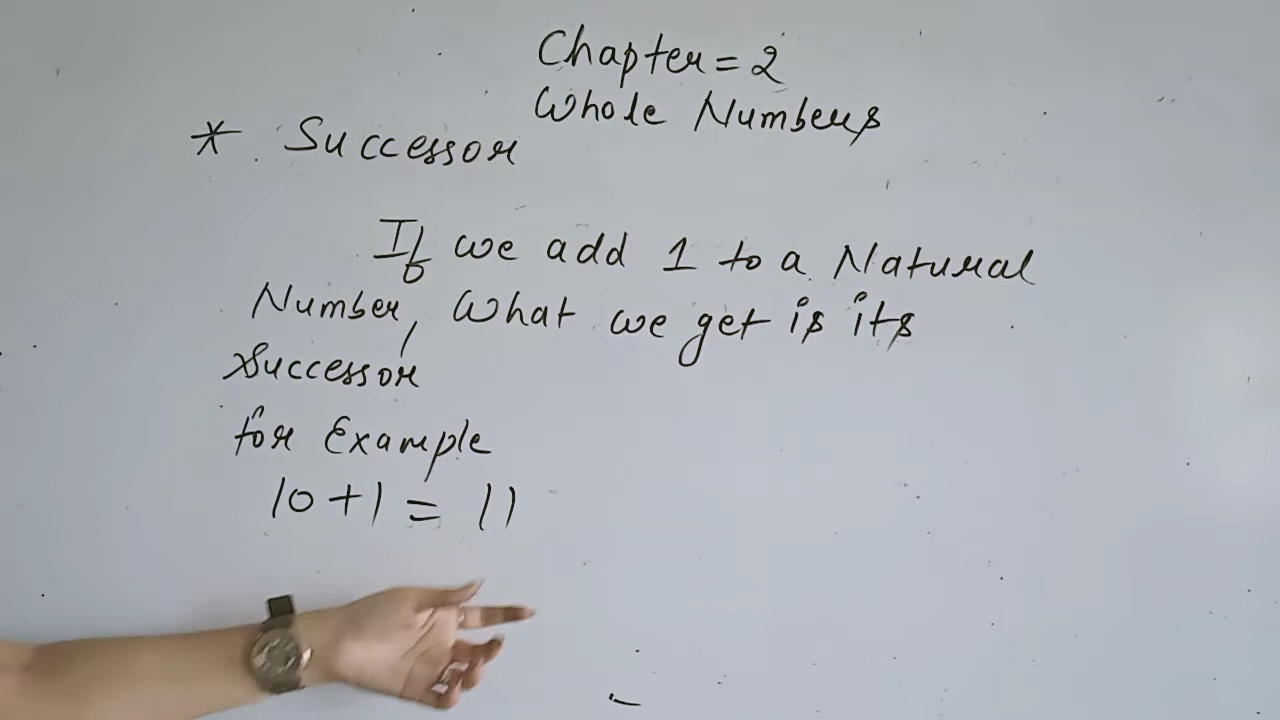 Chapter = 2
Whole Numbers
* Successor
If we add 1 to a Natural
Number, What we get is its
Successor
for Example
10 + 1 = 11